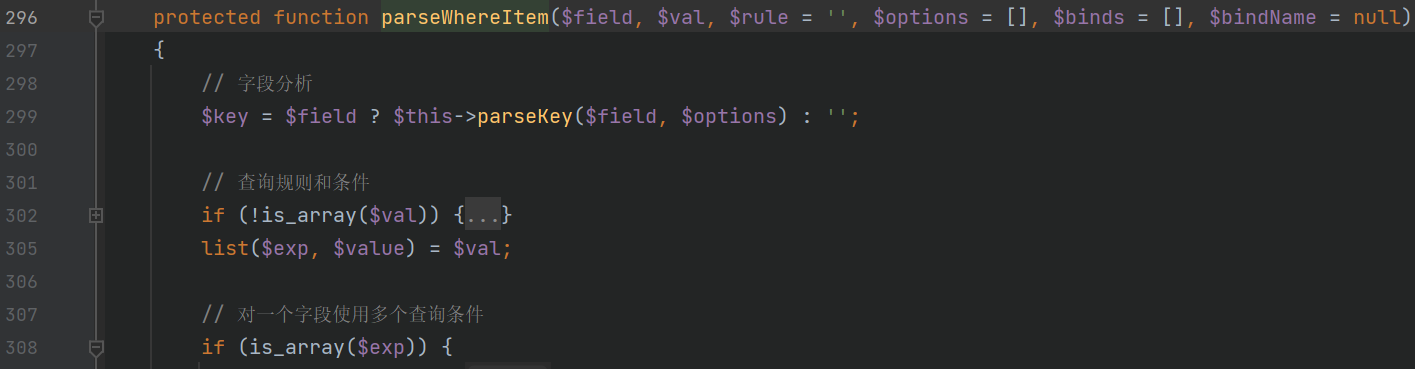 296 protected function parseWhereItem($field, $val, $rule = '', $options = [], $binds = [], $bindName = null)
297 {
298 // 字段分析
299 $key = $field ? $this->parseKey($field, $options) : '';
300
301 // 查询规则和条件
302 if (!is_array($val)) {...}
305 list($exp, $value) = $val;
306
307 // 对一个字段使用多个查询条件
308 if (is_array($exp)) {